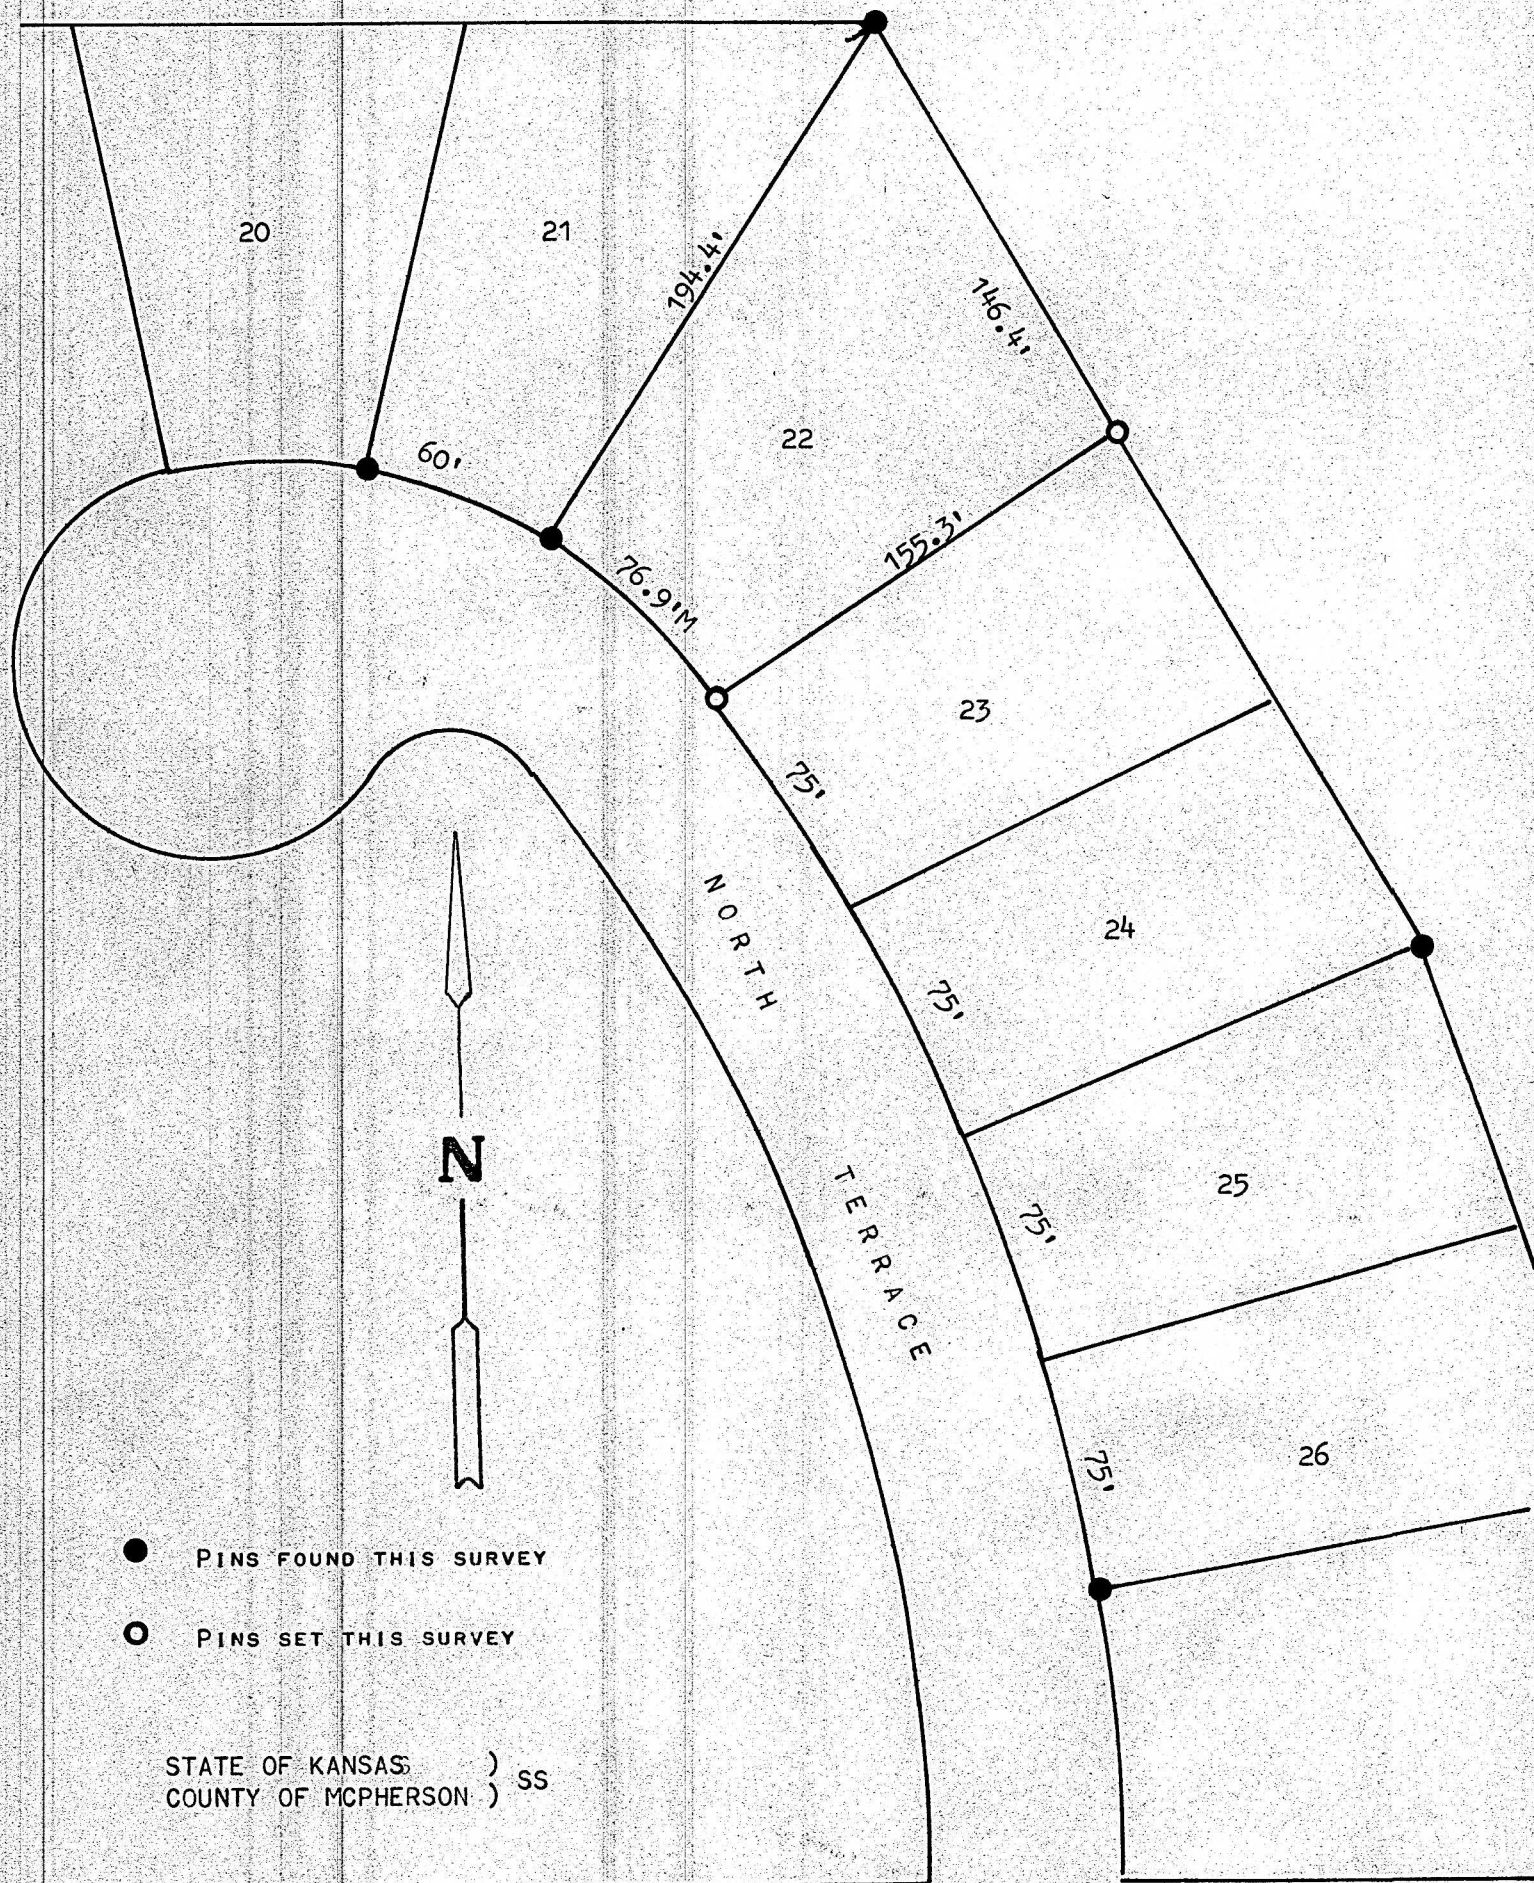 20
21
194.4'
146.4'
60'
22
76.9'M
155.3'
23
75'
NORTH
24
75'
N
TERRACE
25
75'
26
75'
PINS FOUND THIS SURVEY
PINS SET THIS SURVEY
STATE OF KANSAS )
COUNTY OF MCPHERSON ) SS